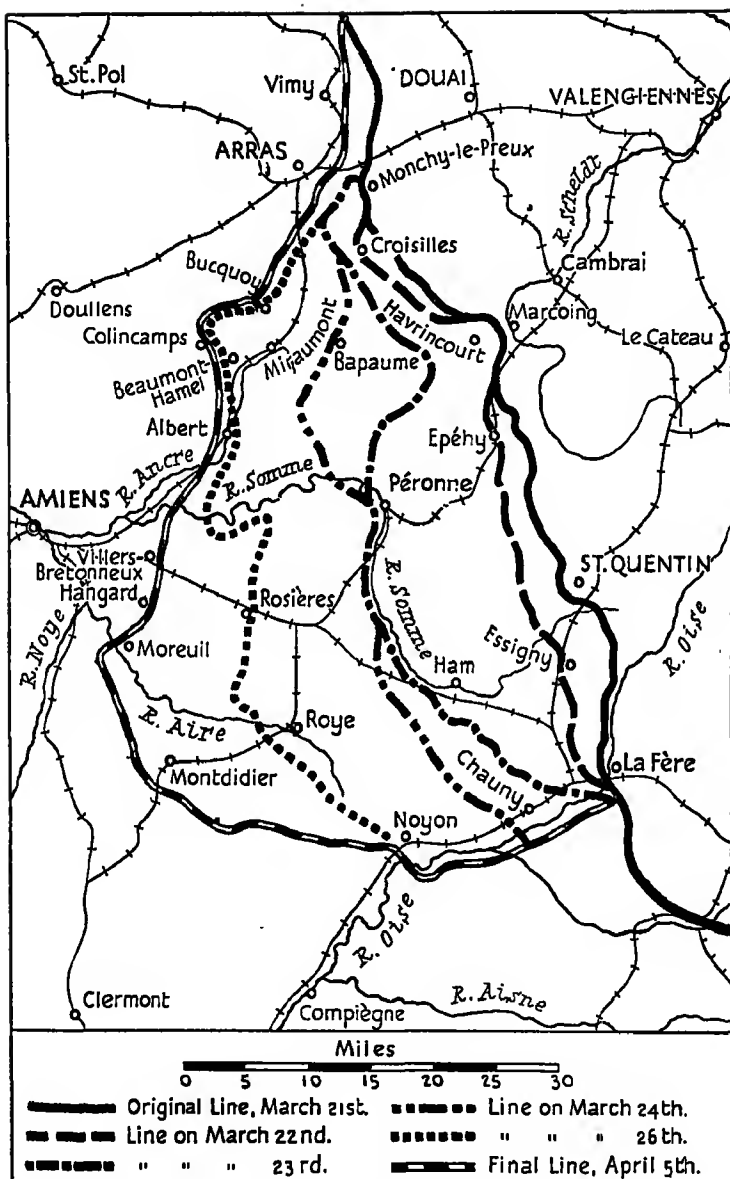 St. Pol
Vimy
DOUAI
VALENGIENNES
ARRAS
Monchy-le-Preux
R. Scheldt
Croisilles
Cambrai
Bucquoy
Doullens
Havrincourt
Marcoing
Colincamps
Miraumont
Bapaume
Le Cateau
Beaumont-
Hamel
Albert
Epéhy
R. Ancre
R. Somme
AMIENS
Péronne
Villers-
Bretonneux
Hangard
ST. QUENTIN
R. Noye
Rosières
R. Somme
Essigny
R. Oise
Moreuil
Ham
R. Aire
Roye
Montdidier
Chauny
La Fère
Noyon
R. Oise
Clermont
Compiègne
R. Aisne
Miles
0 5 10 15 20 25 30
Original Line, March 21st.
Line on March 22nd.
" " " 23rd.
Line on March 24th.
" " " 26th.
Final Line, April 5th.